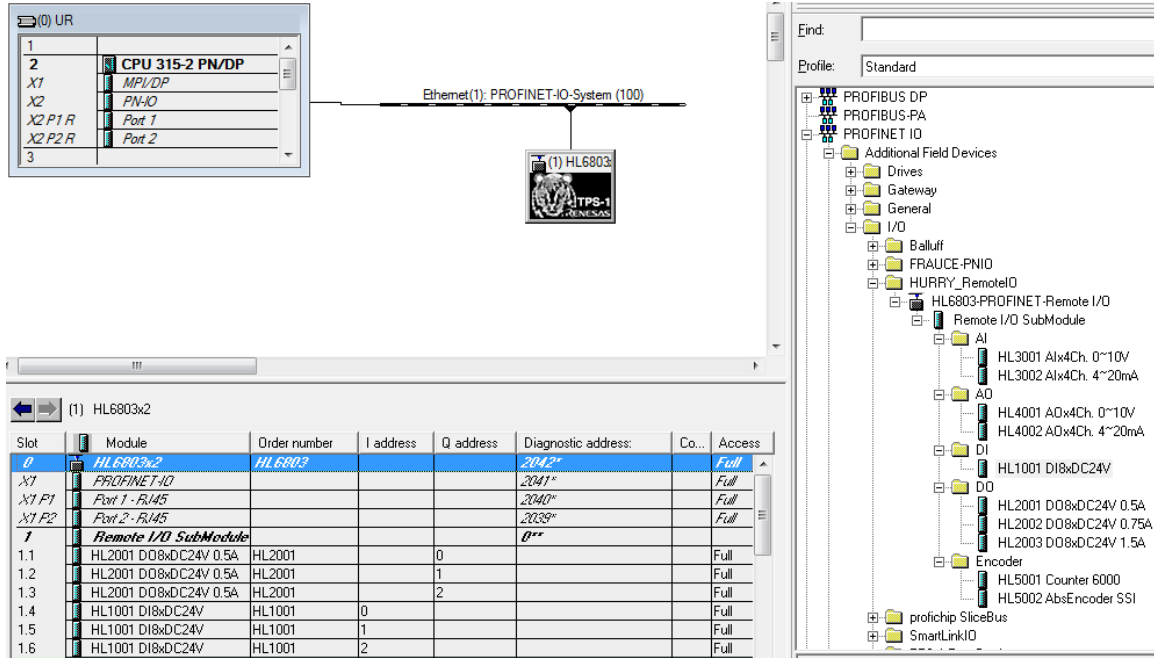 (0) UR
1
2 CPU 315-2 PN/DP
X1 MPI/DP
X2 PN-IO
X2 P1 R Port 1
X2 P2 R Port 2
3
Ethernet(1): PROFINET-IO-System (100)
(1) HL6803
TPS-1
RENESAS
Find:
Profile: Standard
PROFIBUS DP
PROFIBUS-PA
PROFINET IO
Additional Field Devices
Drives
Gateway
General
I/O
Balluff
FRAUCE-PNIO
HURRY_RemoteIO
HL6803-PROFINET-Remote I/O
Remote I/O SubModule
AI
HL3001 AIx4Ch. 0~10V
HL3002 AIx4Ch. 4~20mA
AO
HL4001 AOx4Ch. 0~10V
HL4002 AOx4Ch. 4~20mA
DI
HL1001 DI8xDC24V
DO
HL2001 DO8xDC24V 0.5A
HL2002 DO8xDC24V 0.75A
HL2003 DO8xDC24V 1.5A
Encoder
HL5001 Counter 6000
HL5002 AbsEncoder SSI
profichip SliceBus
SmartLinkIO
(1) HL6803x2
Slot Module Order number I address Q address Diagnostic address: Co... Access
0 HL6803x2 HL6803 2042* Full
X1 PROFINET-IO 2041* Full
X1 P1 Port 1 - RJ45 2040* Full
X1 P2 Port 2 - RJ45 2039* Full
1 Remote I/O SubModule 0**
1.1 HL2001 DO8xDC24V 0.5A HL2001 0 Full
1.2 HL2001 DO8xDC24V 0.5A HL2001 1 Full
1.3 HL2001 DO8xDC24V 0.5A HL2001 2 Full
1.4 HL1001 DI8xDC24V HL1001 0 Full
1.5 HL1001 DI8xDC24V HL1001 1 Full
1.6 HL1001 DI8xDC24V HL1001 2 Full